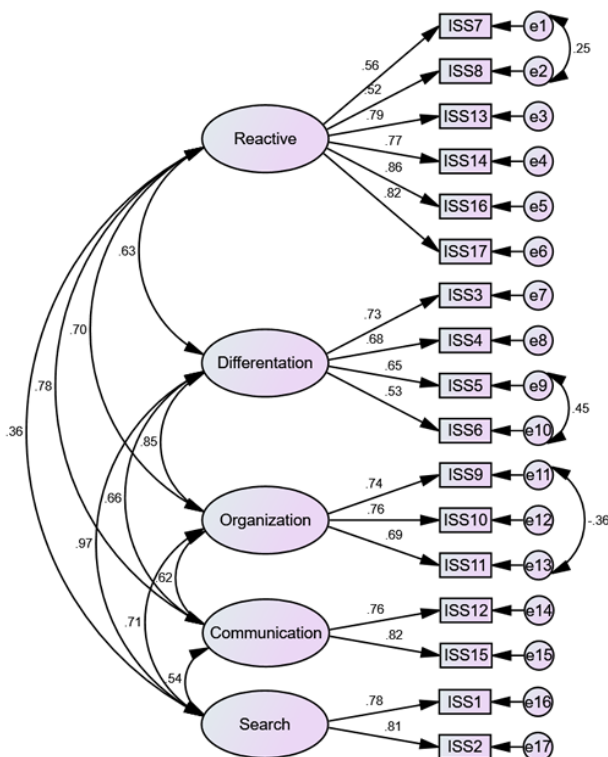 ISS7 e1
.56
.25
.52
ISS8 e2
.79
ISS13 e3
Reactive
.77
ISS14 e4
.86
ISS16 e5
.82
ISS17 e6
.63
.73
ISS3 e7
.70
.68
ISS4 e8
Differentation
.65
ISS5 e9
.78
.53
.45
ISS6 e10
.36
.85
.74
ISS9 e11
.66
.76
Organization
ISS10 e12
-.36
.97
.69
ISS11 e13
.62
.76
ISS12 e14
.71
Communication
.82
ISS15 e15
.54
.78
ISS1 e16
Search
.81
ISS2 e17